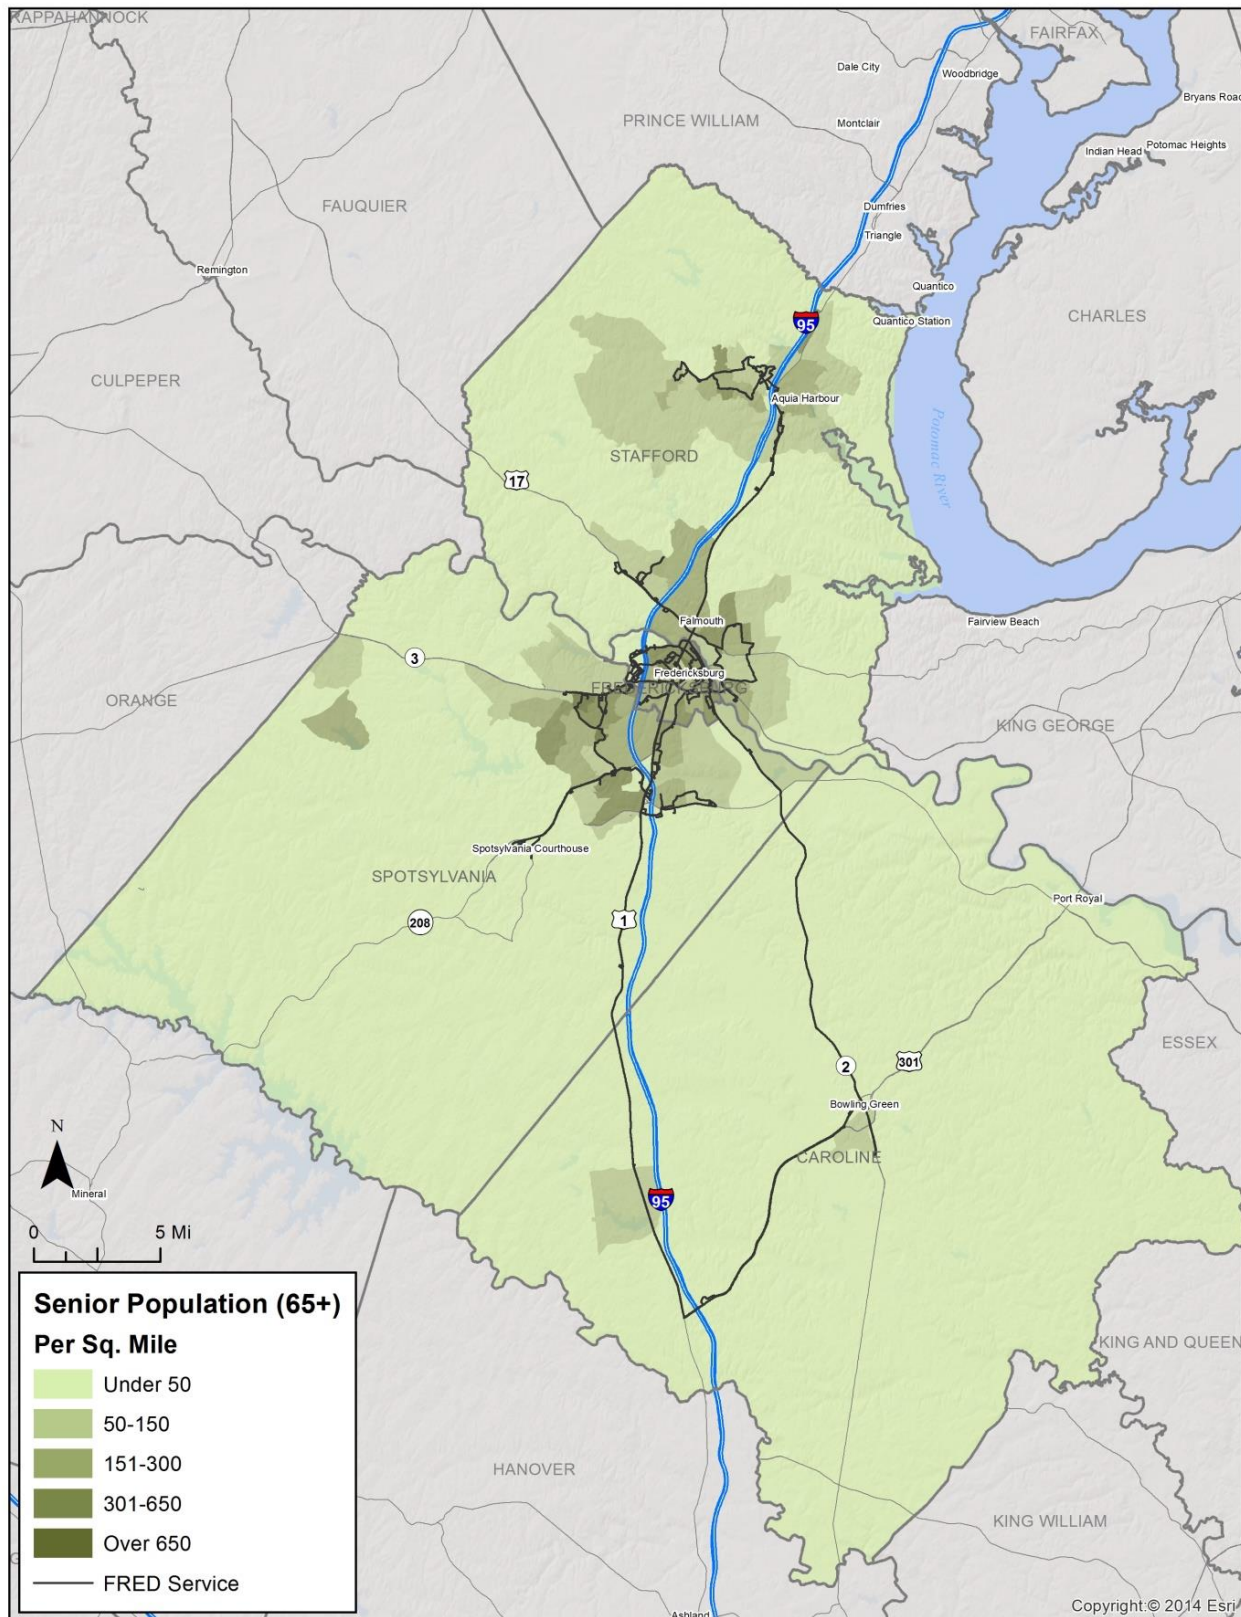 RAPPAHANNOCK
FAIRFAX
Dale City
Woodbridge
Bryans Road
PRINCE WILLIAM
Montclair
Potomac Heights
Indian Head
FAUQUIER
Dumfries
Triangle
Remington
Quantico
CHARLES
95
Quantico Station
CULPEPER
Aquia Harbour
Potomac River
STAFFORD
17
Falmouth
Fairview Beach
3
Fredericksburg
FREDERICKSBURG
ORANGE
KING GEORGE
Spotsylvania Courthouse
SPOTSYLVANIA
Port Royal
208
1
ESSEX
2
301
Bowling Green
N
CAROLINE
Mineral
95
0 5 Mi
Senior Population (65+)
Per Sq. Mile
Under 50
50-150
151-300
301-650
Over 650
FRED Service
KING AND QUEEN
HANOVER
KING WILLIAM
Copyright:© 2014 Esri
Ashland